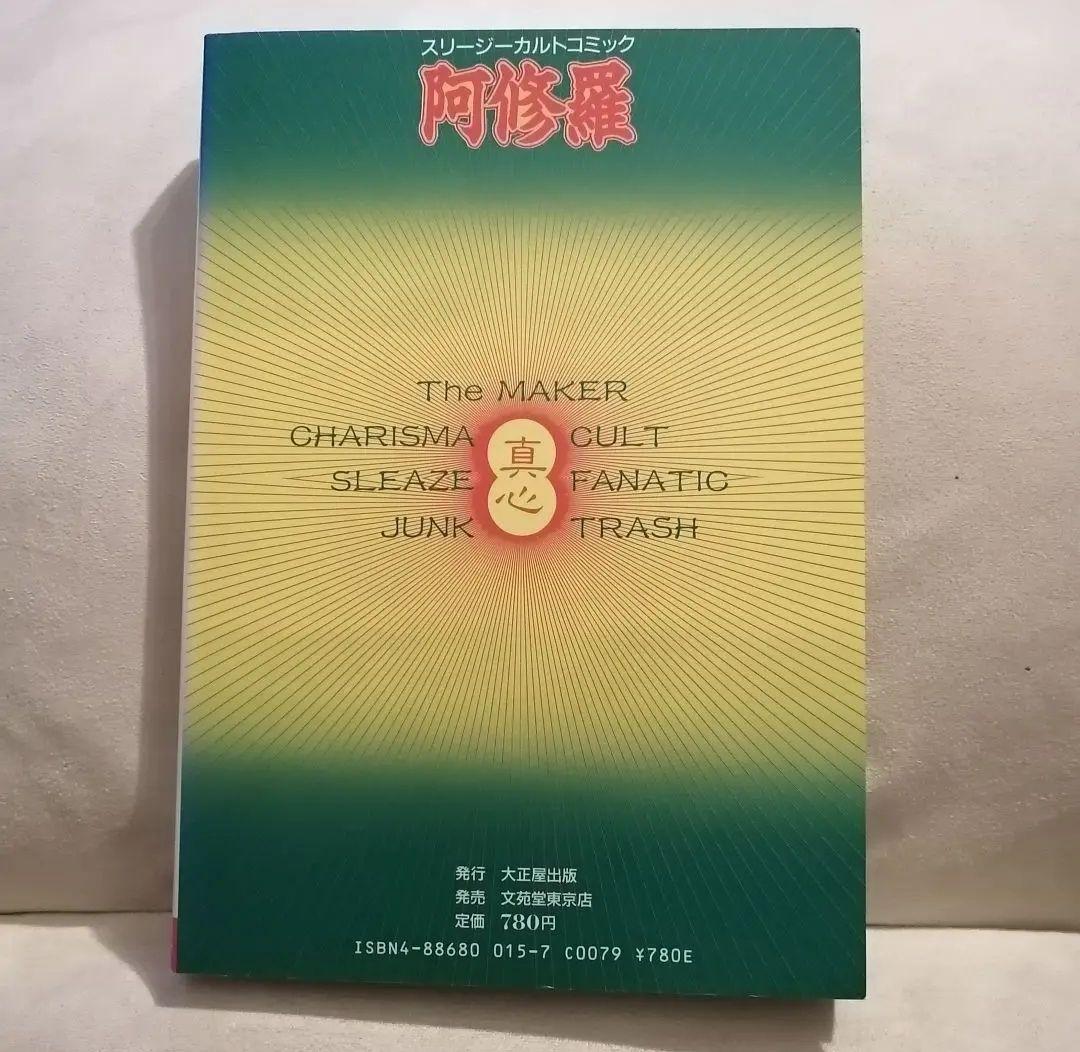 スリージーカルトコミック
阿修羅
The MAKER
CHARISMA CULT
SLEAZE FANATIC
JUNK TRASH
真心
発行 大正屋出版
発売 文苑堂東京店
定価 780円
ISBN4-88680 015-7 C0079 ¥780E